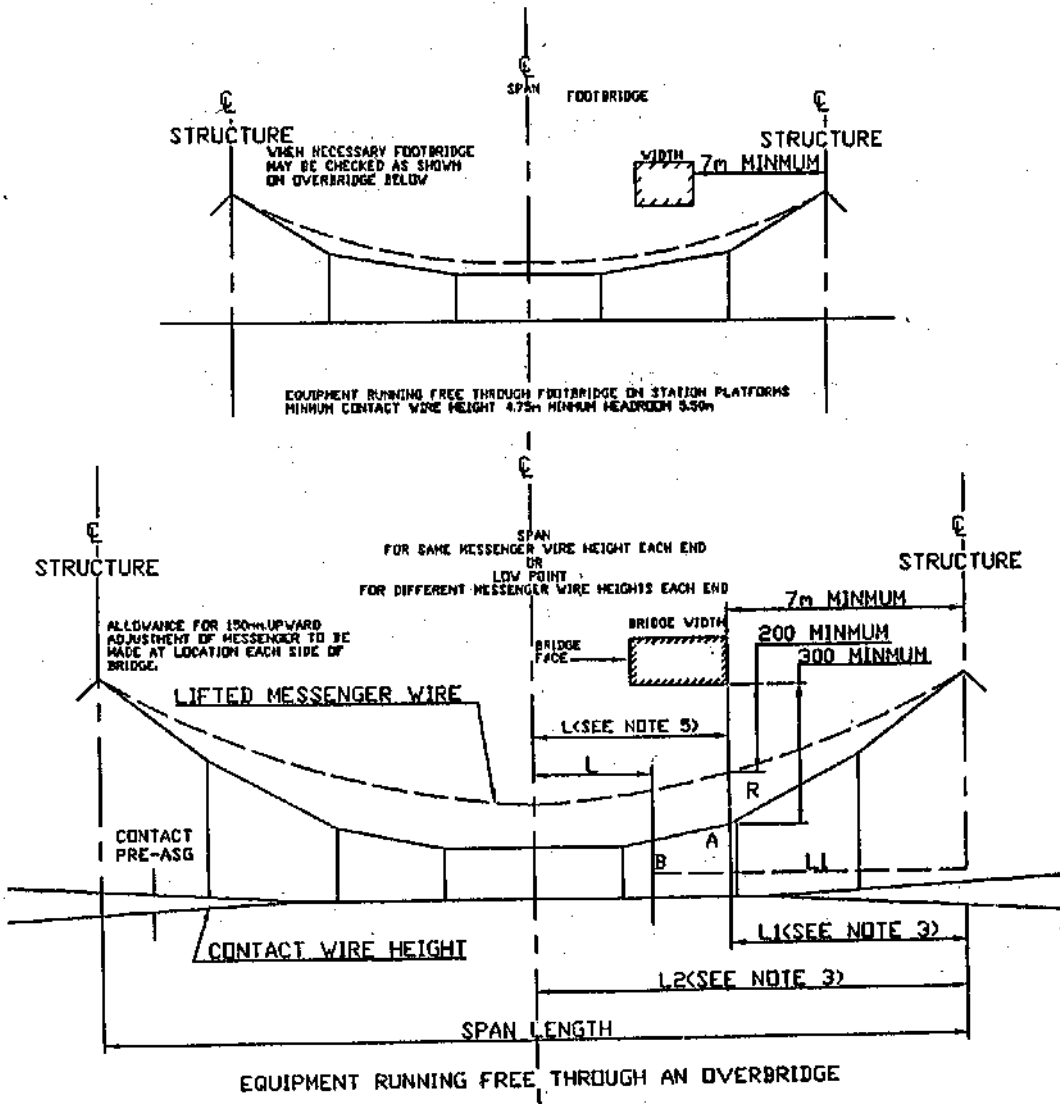 ℄
SPAN
FOOTBRIDGE
℄
STRUCTURE
℄
STRUCTURE
WHEN NECESSARY FOOTBRIDGE
MAY BE CHECKED AS SHOWN
ON OVERBRIDGE BELOW
WIDTH
7m MINMUM
EQUIPMENT RUNNING FREE THROUGH FOOTBRIDGE ON STATION PLATFORMS
MINMUM CONTACT WIRE HEIGHT 4.75m MINMUM HEADROOM 5.50m
℄
SPAN
FOR SAME MESSENGER WIRE HEIGHT EACH END
OR
LOW POINT
FOR DIFFERENT MESSENGER WIRE HEIGHTS EACH END
℄
STRUCTURE
℄
STRUCTURE
7m MINMUM
ALLOWANCE FOR 150mm UPWARD
ADJUSTMENT OF MESSENGER TO BE
MADE AT LOCATION EACH SIDE OF
BRIDGE.
BRIDGE WIDTH
200 MINMUM
300 MINMUM
BRIDGE
FACE
LIFTED MESSENGER WIRE
L(SEE NOTE 5)
L
R
A
B
L1
CONTACT
PRE-ASG
CONTACT WIRE HEIGHT
L1(SEE NOTE 3)
L2(SEE NOTE 3)
SPAN LENGTH
EQUIPMENT RUNNING FREE THROUGH AN OVERBRIDGE